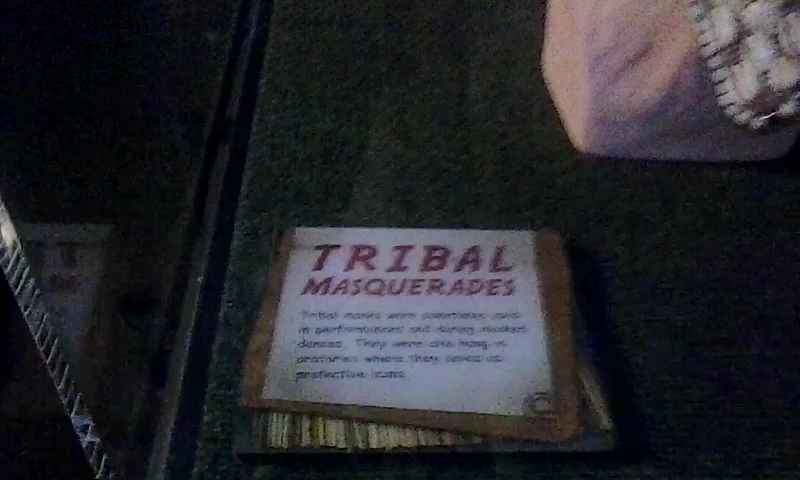 TRIBAL
MASQUERADES
Tribal masks were sometimes used
in performances and during masked
dances. They were also hung in
where they served as
protective icons.